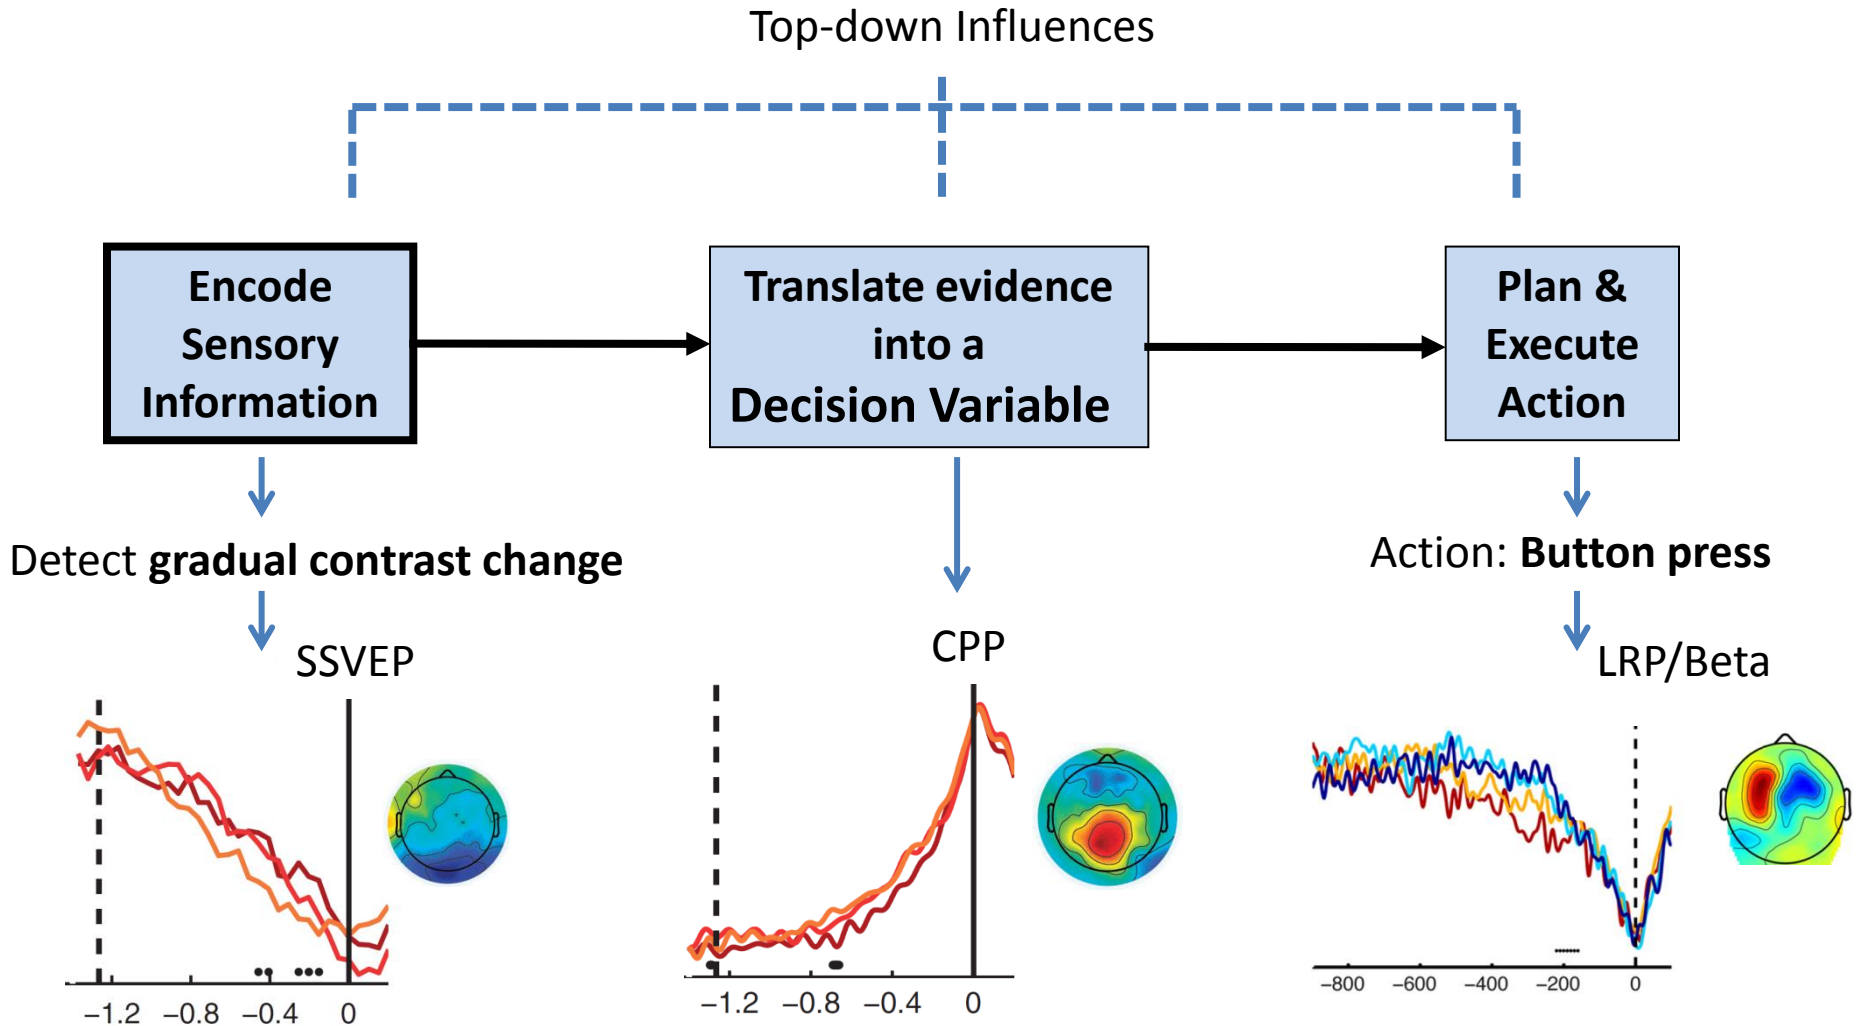 Top-down Influences
Encode
Sensory
Information
Translate evidence
into a
Decision Variable
Plan &
Execute
Action
Detect gradual contrast change
Action: Button press
SSVEP
CPP
LRP/Beta
−1.2 −0.8 −0.4 0
−1.2 −0.8 −0.4 0
−800 −600 −400 −200 0